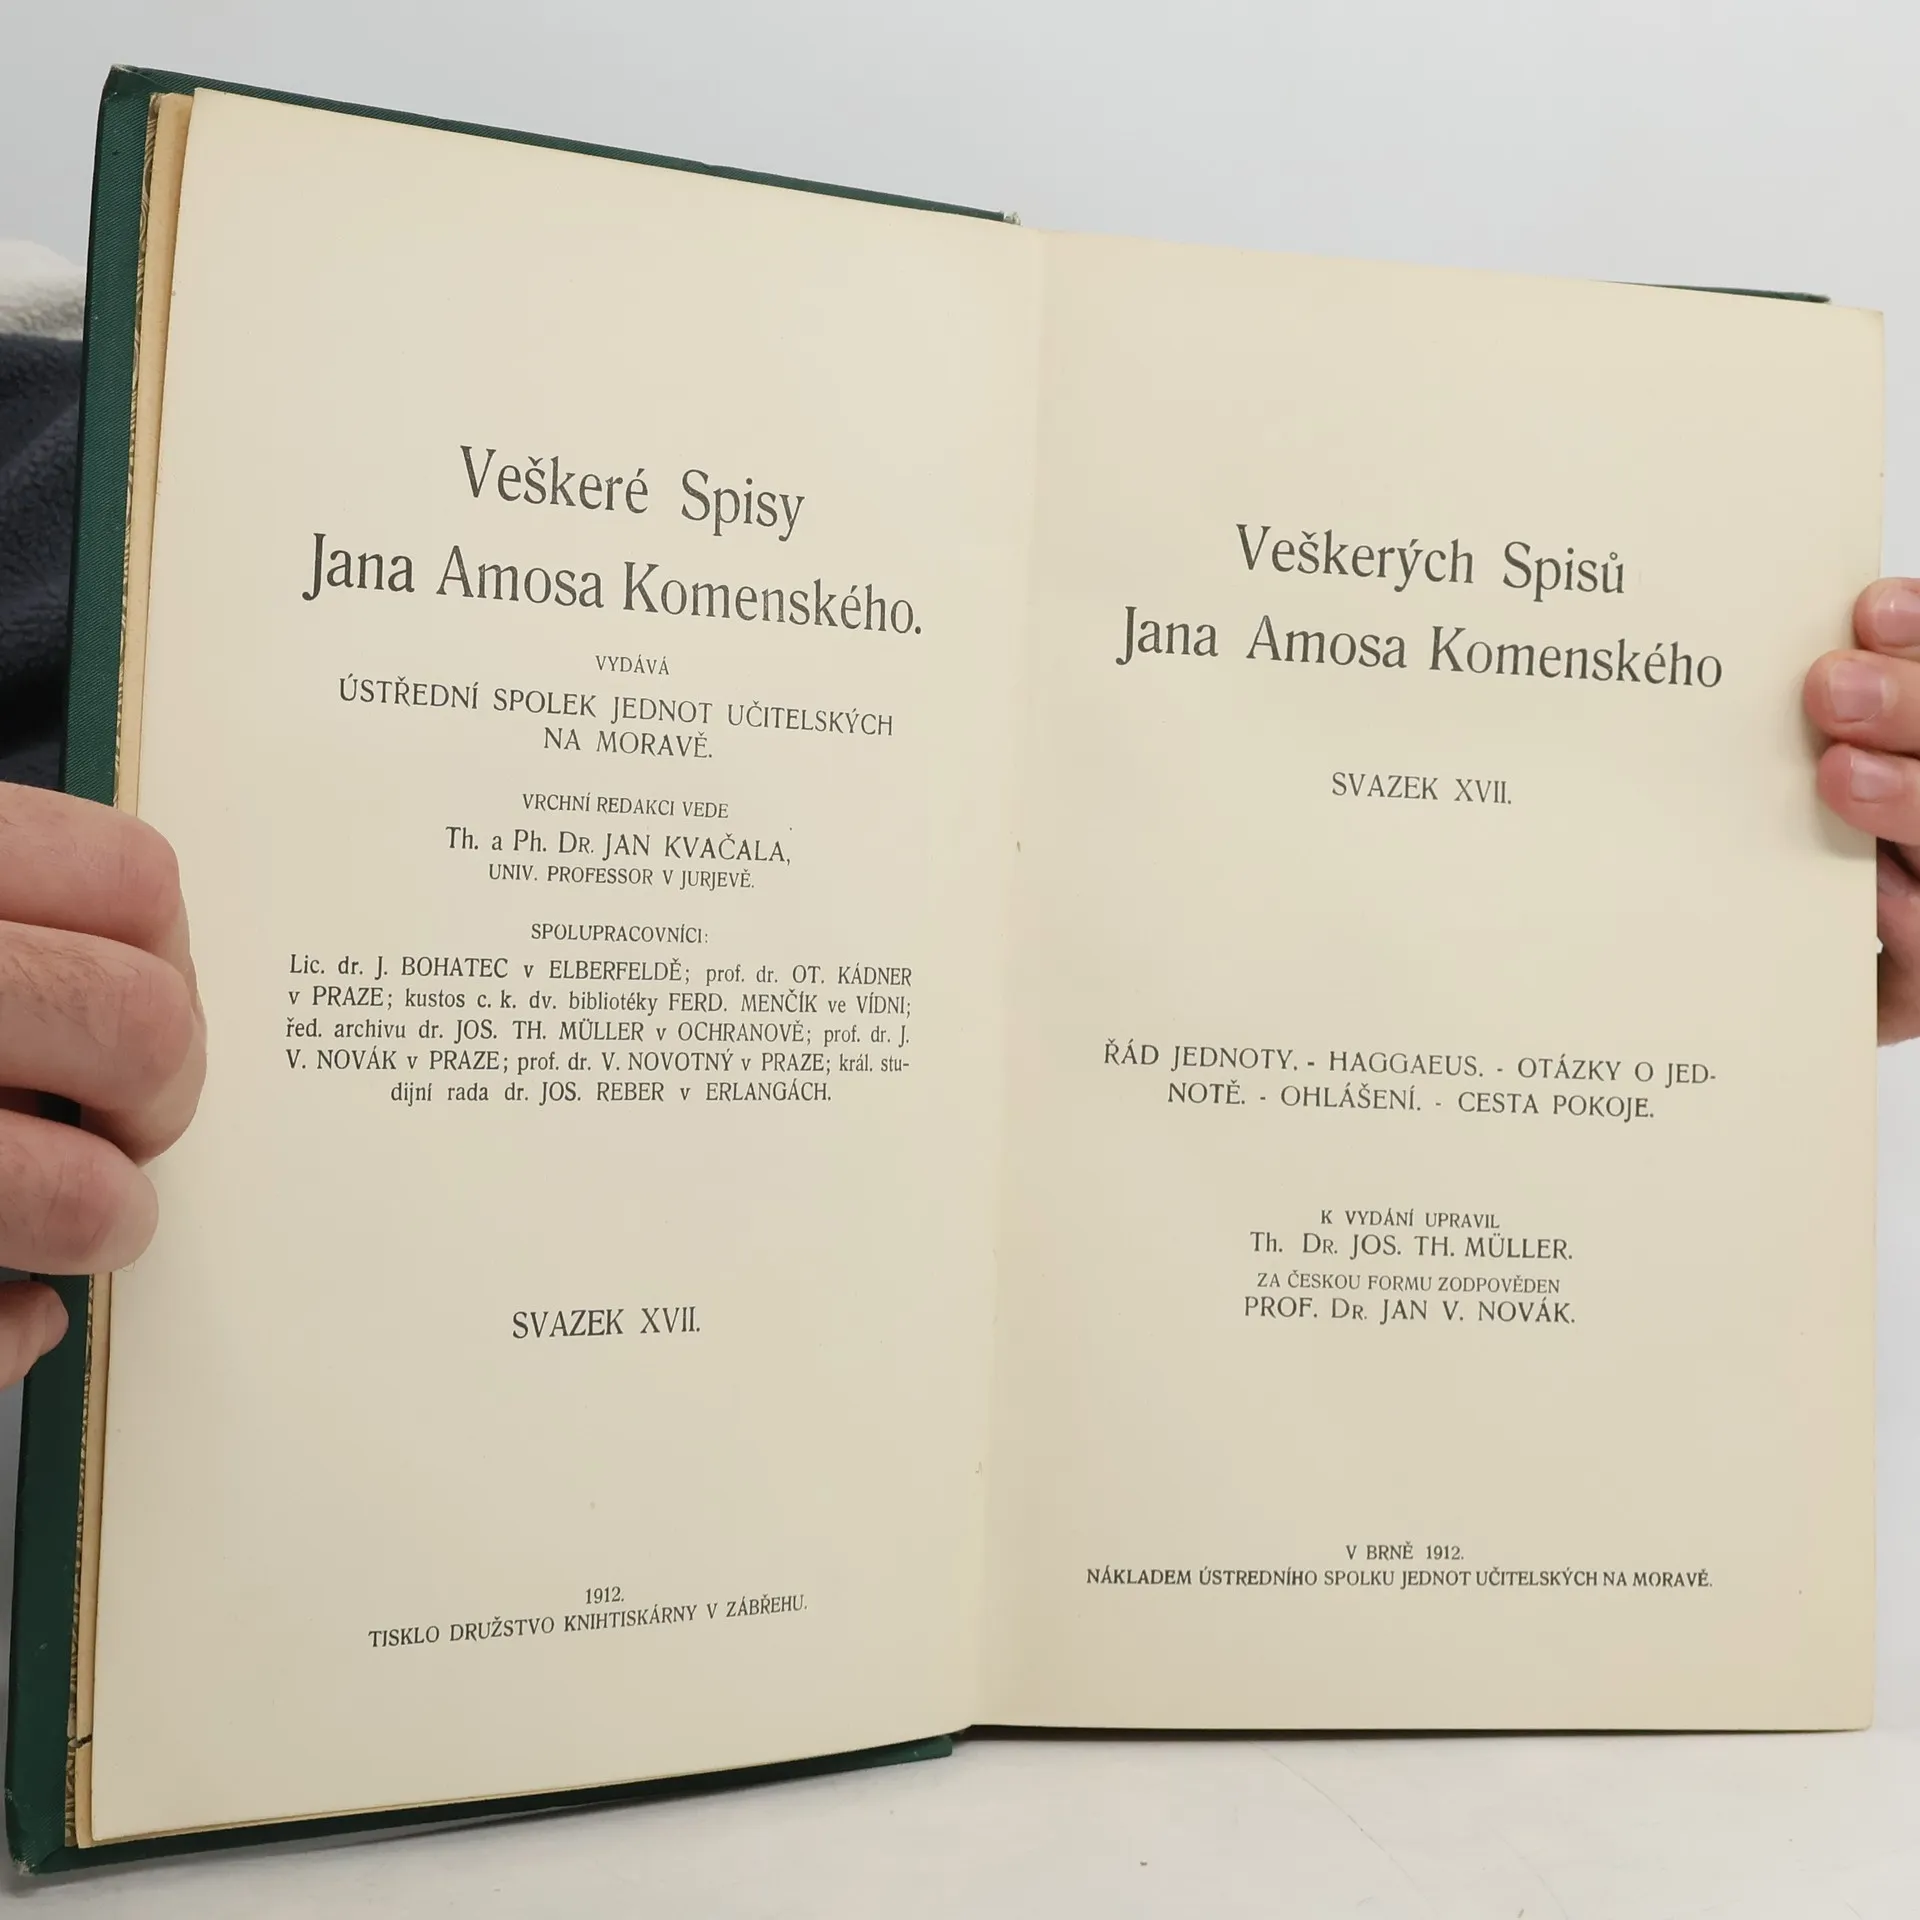 Veškeré Spisy
Jana Amosa Komenského.
VYDÁVÁ
ÚSTŘEDNÍ SPOLEK JEDNOT UČITELSKÝCH
NA MORAVĚ.
VRCHNÍ REDAKCI VEDE
Th. a Ph. DR. JAN KVAČALA,
UNIV. PROFESSOR V JURJEVĚ.
SPOLUPRACOVNÍCI:
Lic. dr. J. BOHATEC v ELBERFELDĚ; prof. dr. OT. KÁDNER
v PRAZE; kustos c. k. dv. bibliotéky FERD. MENČÍK ve VÍDNI;
řed. archivu dr. JOS. TH. MÜLLER v OCHRANOVĚ; prof. dr. J.
V. NOVÁK v PRAZE; prof. dr. V. NOVOTNÝ v PRAZE; král. stu-
dijní rada dr. JOS. REBER v ERLANGÁCH.
SVAZEK XVII.
1912.
TISKLO DRUŽSTVO KNIHTISKÁRNY V ZÁBŘEHU.
Veškerých Spisů
Jana Amosa Komenského
SVAZEK XVII.
ŘÁD JEDNOTY. - HAGGAEUS. - OTÁZKY O JED-
NOTĚ. - OHLÁŠENÍ. - CESTA POKOJE.
K VYDÁNÍ UPRAVIL
Th. DR. JOS. TH. MÜLLER.
ZA ČESKOU FORMU ZODPOVĚDEN
PROF. DR. JAN V. NOVÁK.
V BRNĚ 1912.
NÁKLADEM ÚSTREDNÍHO SPOLKU JEDNOT UČITELSKÝCH NA MORAVĚ.